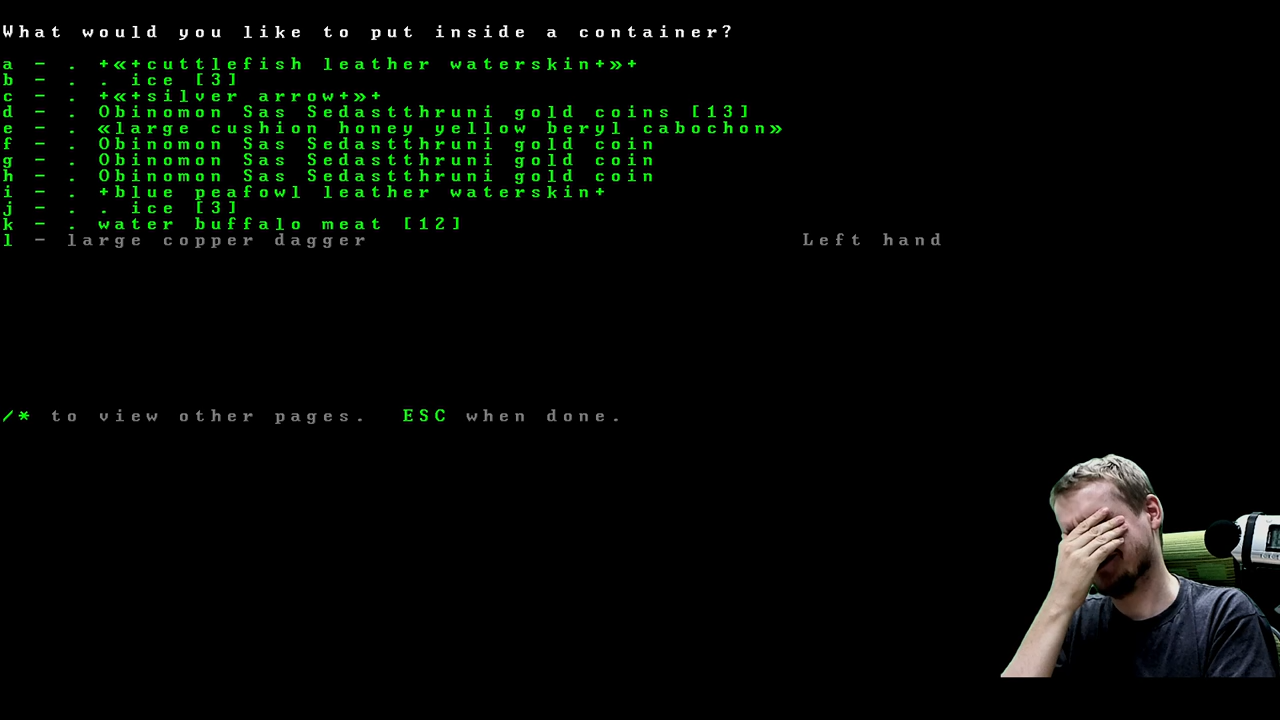 What would you like to put inside a container?
a - . +«+cuttlefish leather waterskin+»+
b - . . ice [3]
c - . +«+silver arrow+»+
d - . Obinomon Sas Sedastthruni gold coins [13]
e - . «large cushion honey yellow beryl cabochon»
f - . Obinomon Sas Sedastthruni gold coin
g - . Obinomon Sas Sedastthruni gold coin
h - . Obinomon Sas Sedastthruni gold coin
i - . +blue peafowl leather waterskin+
j - . . ice [3]
k - . water buffalo meat [12]
l - large copper dagger Left hand
/* to view other pages. ESC when done.